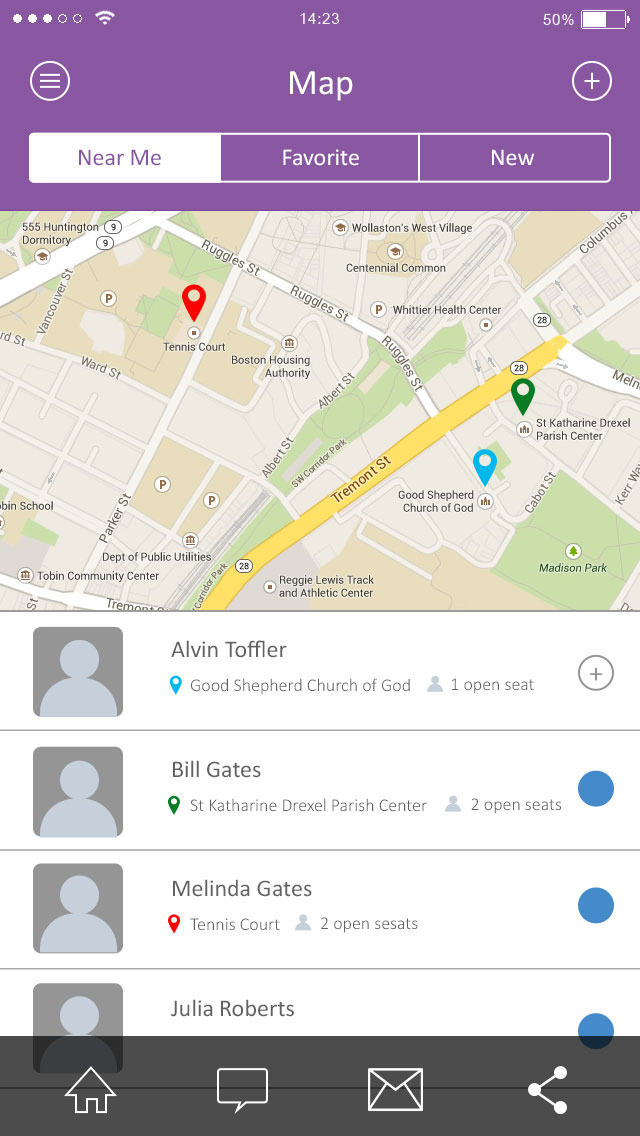 14:23
50%
Map
Near Me
Favorite
New
555 Huntington
Dormitory
9
9
Wollaston's West Village
Columbus
Ruggles St
Centennial Common
Vancouver St
P
Ruggles St
P
Whittier Health Center
28
Tennis Court
Boston Housing
Authority
Ruggles St
rd St
Ward St
28
Melni
Albert St
St Katharine Drexel
Parish Center
Albert St
SW Corridor Park
Tremont St
Good Shepherd
Church of God
Cabot St
Kerr Way
P
P
obin School
Parker St
Dept of Public Utilities
28
Madison Park
Tobin Community Center
Reggie Lewis Track
and Athletic Center
St
Tremont St
Corridor Park
D
Alvin Toffler
Good Shepherd Church of God 1 open seat
Bill Gates
St Katharine Drexel Parish Center 2 open seats
Melinda Gates
Tennis Court 2 open sesats
Julia Roberts